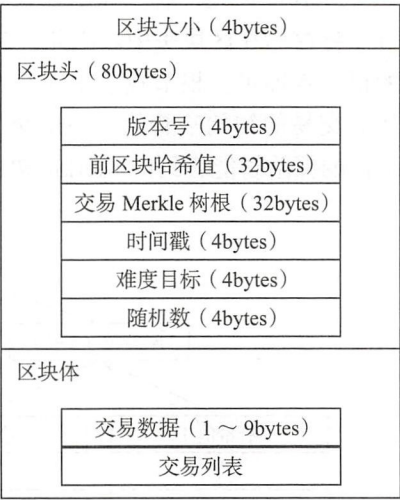 区块大小（4bytes）
区块头（80bytes）
版本号（4bytes）
前区块哈希值（32bytes）
交易 Merkle 树根（32bytes）
时间戳（4bytes）
难度目标（4bytes）
随机数（4bytes）
区块体
交易数据（1～9bytes）
交易列表